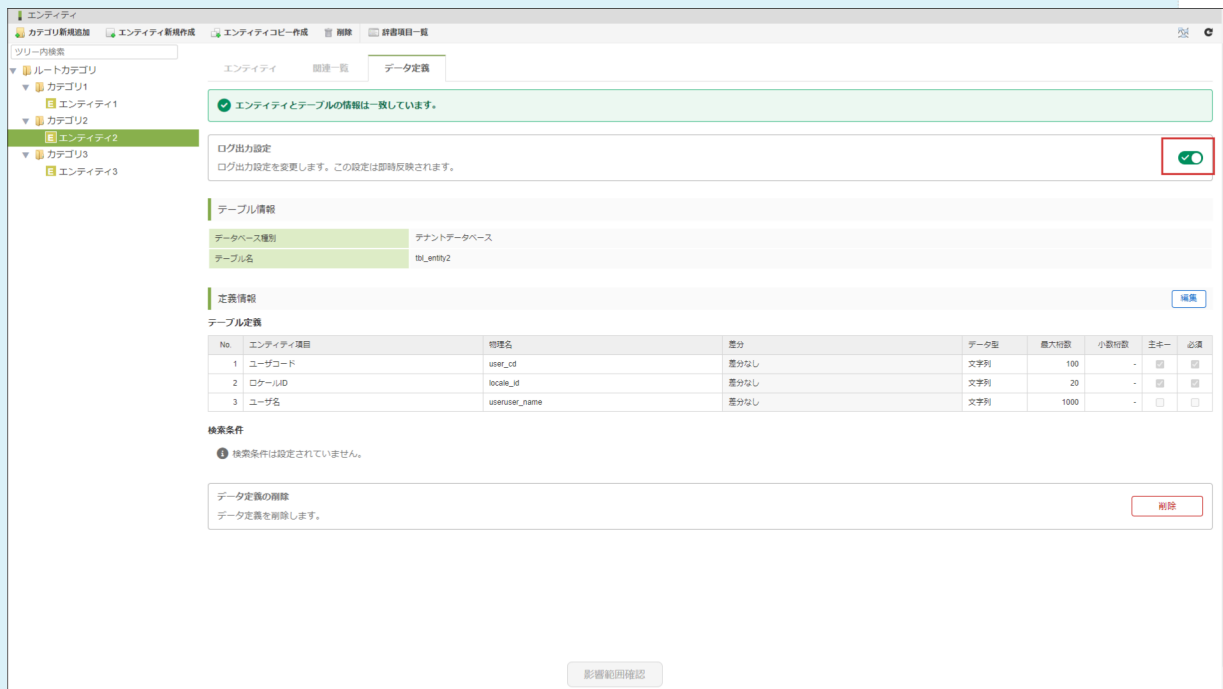 エンティティ
カテゴリ新規追加 エンティティ新規作成 エンティティコピー作成 削除 辞書項目一覧
ツリー内検索
ルートカテゴリ
カテゴリ1
E エンティティ1
カテゴリ2
E エンティティ2
カテゴリ3
E エンティティ3
エンティティ 関連一覧 データ定義
エンティティとテーブルの情報は一致しています。
ログ出力設定
ログ出力設定を変更します。この設定は即時反映されます。
テーブル情報
データベース種別 テナントデータベース
テーブル名 tbl_entity2
定義情報 編集
テーブル定義
No. エンティティ項目 物理名 差分 データ型 最大桁数 小数桁数 主キー 必須
1 ユーザコード user_cd 差分なし 文字列 100 -
2 ロケールID locale_id 差分なし 文字列 20 -
3 ユーザ名 useruser_name 差分なし 文字列 1000 -
検索条件
検索条件は設定されていません。
データ定義の削除
データ定義を削除します。
削除
影響範囲確認